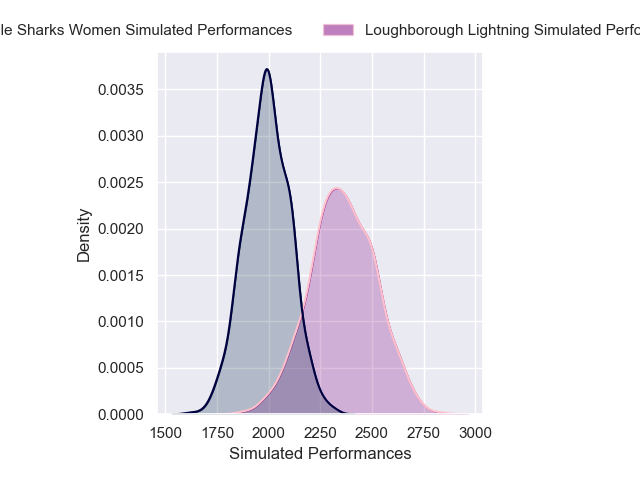 le Sharks Women Simulated Performances
Loughborough Lightning Simulated Perfo
0.0035
0.0030
0.0025
0.0020
0.0015
0.0010
0.0005
0.0000
Density
1500 1750 2000 2250 2500 2750 3000
Simulated Performances